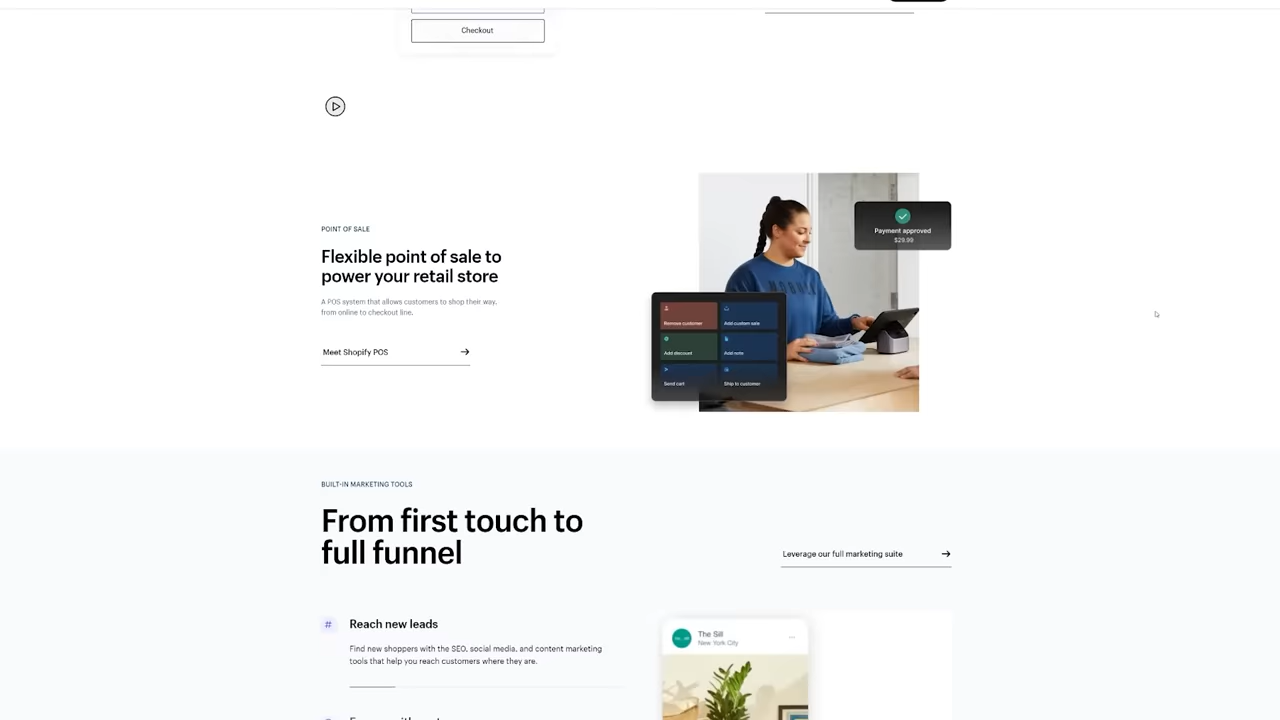 Checkout
POINT OF SALE
Flexible point of sale to
power your retail store
A POS system that allows customers to shop their way,
from online to checkout line.
Meet Shopify POS
Payment approved
$29.99
Remove customer
Add custom sale
Add discount
Add note
Send cart
Ship to customer
BUILT-IN MARKETING TOOLS
From first touch to
full funnel
Leverage our full marketing suite
#
Reach new leads
Find new shoppers with the SEO, social media, and content marketing
tools that help you reach customers where they are.
The Sill
New York City